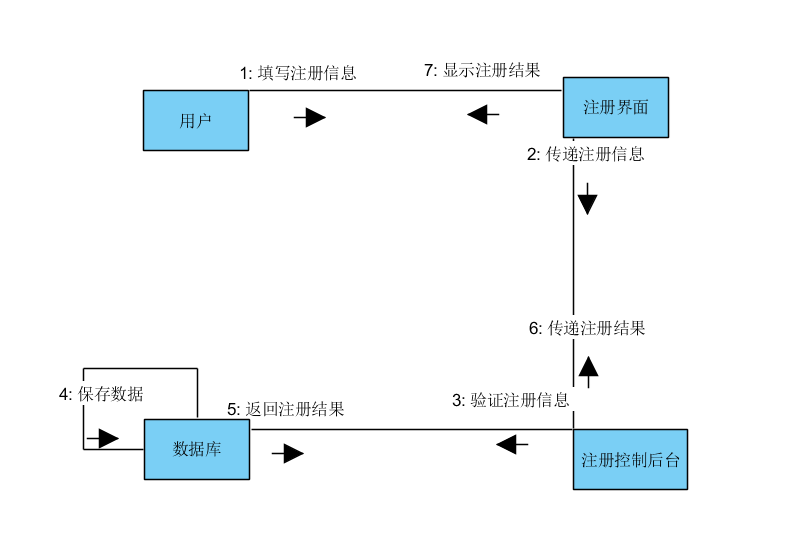 1: 填写注册信息
7: 显示注册结果
用户
注册界面
2: 传递注册信息
6: 传递注册结果
4: 保存数据
5: 返回注册结果
3: 验证注册信息
数据库
注册控制后台